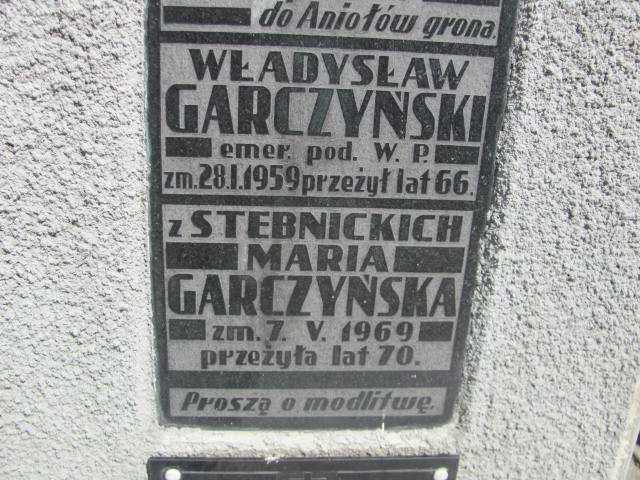 do Aniołów grona.
WŁADYSŁAW
GARCZYŃSKI
emer. pod. W. P.
zm. 28.I.1959 przeżył lat 66.
z STEBNICKICH
MARIA
GARCZYŃSKA
zm. 7. V. 1969
przeżyła lat 70.
Proszą o modlitwę.